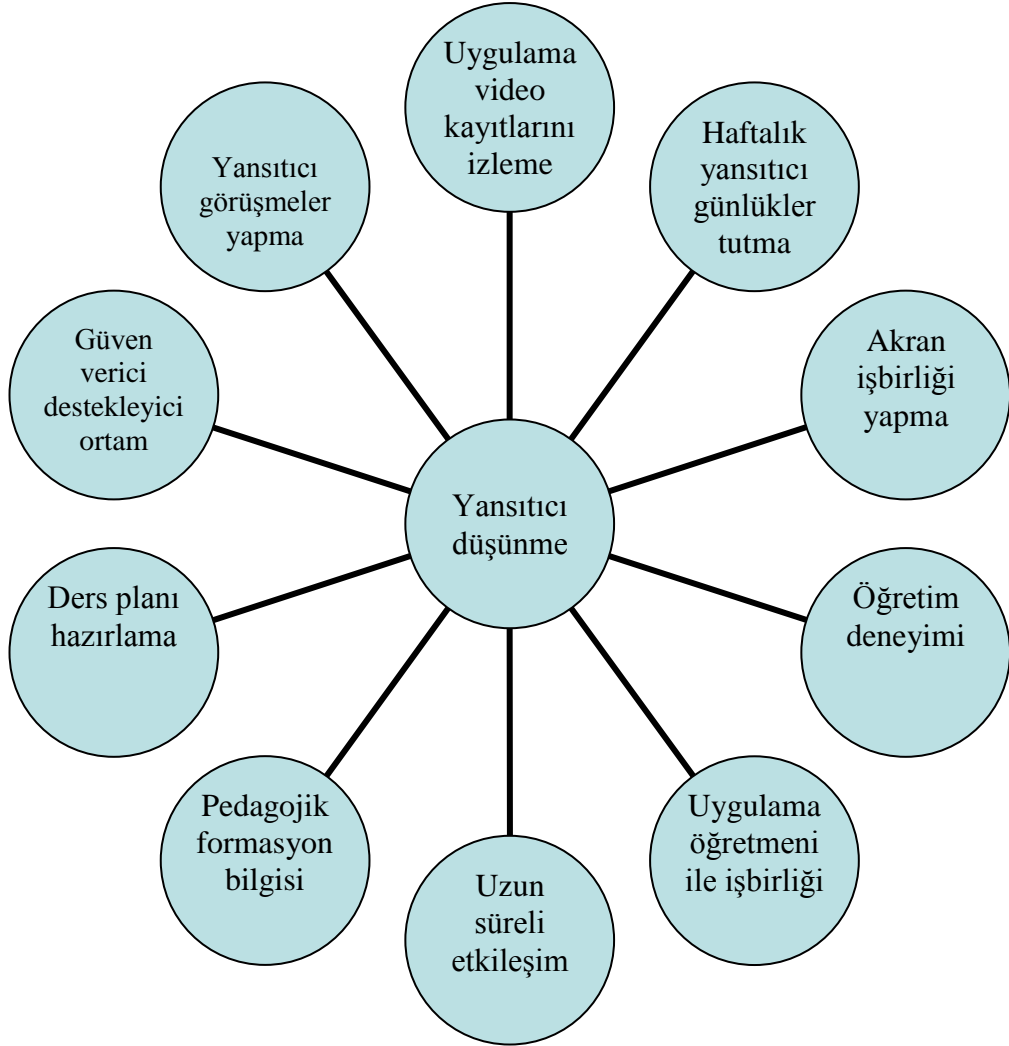 Uygulama
video
kayıtlarını
izleme
Haftalık
yansıtıcı
günlükler
tutma
Akran
işbirliği
yapma
Öğretim
deneyimi
Uygulama
öğretmeni
ile işbirliği
Uzun
süreli
etkileşim
Pedagojik
formasyon
bilgisi
Ders planı
hazırlama
Güven
verici
destekleyici
ortam
Yansıtıcı
görüşmeler
yapma
Yansıtıcı
düşünme